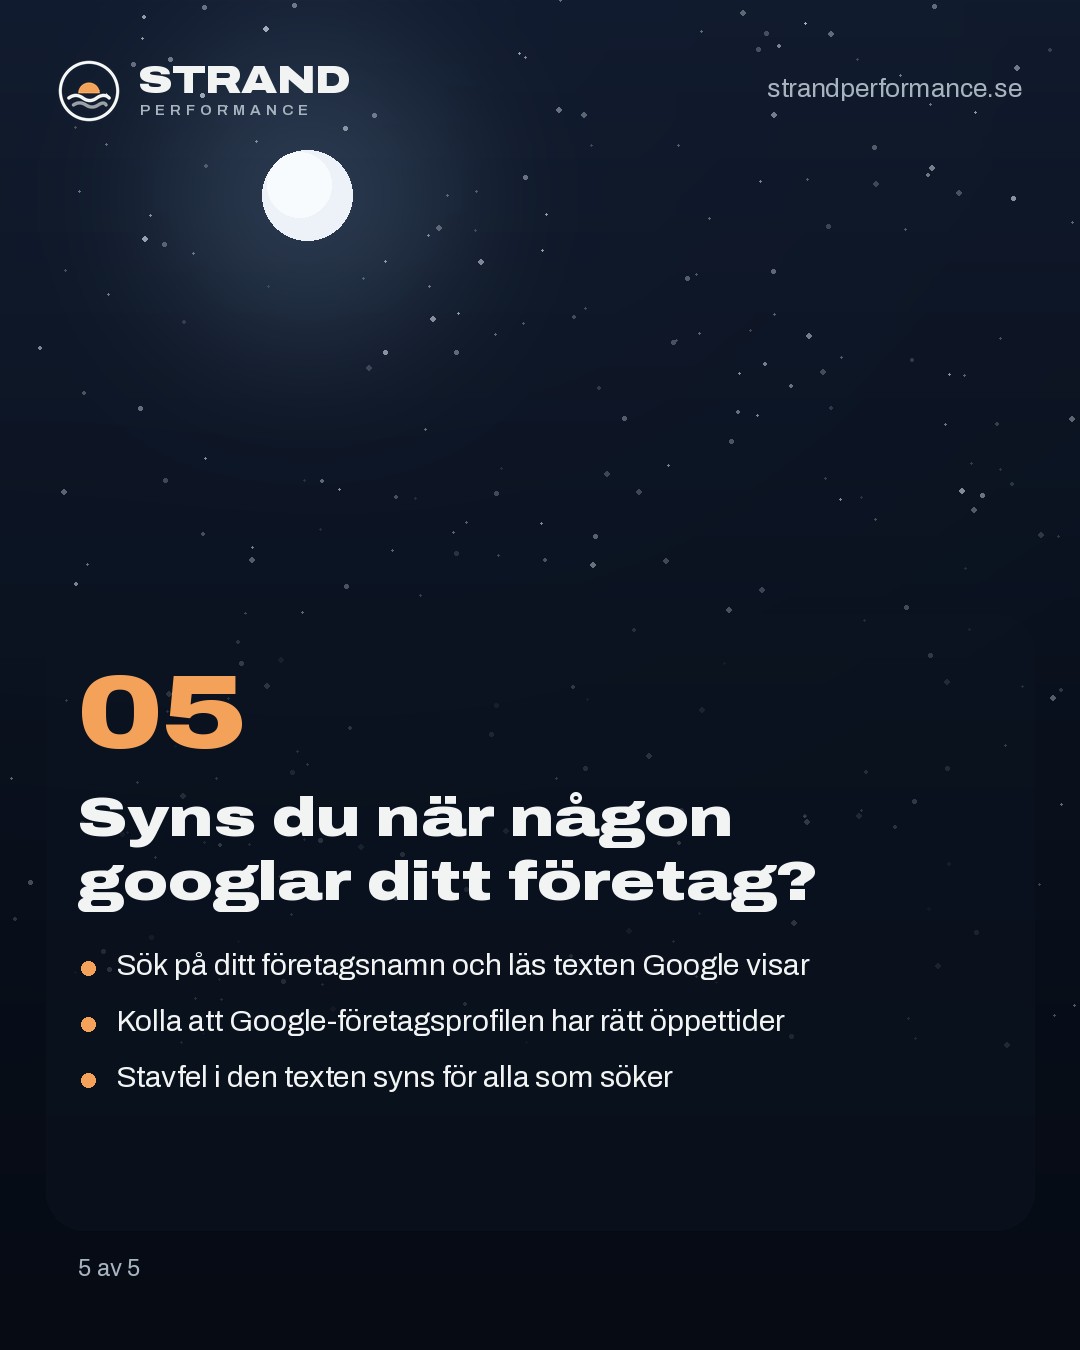 STRAND
PERFORMANCE
strandperformance.se
05
Syns du när någon
googlar ditt företag?
Sök på ditt företagsnamn och läs texten Google visar
Kolla att Google-företagsprofilen har rätt öppettider
Stavfel i den texten syns för alla som söker
5 av 5